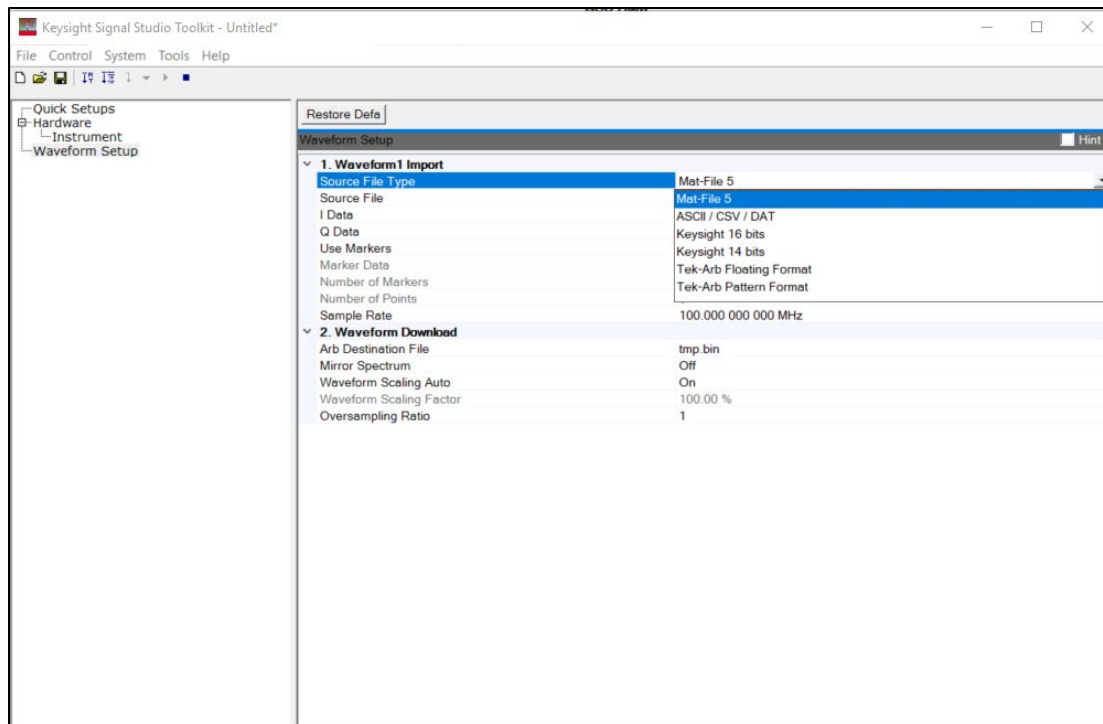 Keysight Signal Studio Toolkit - Untitled*
File Control System Tools Help
Quick Setups
Hardware
Instrument
Waveform Setup
Restore Defa
Waveform Setup Hint
1. Waveform1 Import
Source File Type Mat-File 5
Source File Mat-File 5
I Data ASCII / CSV / DAT
Q Data Keysight 16 bits
Use Markers Keysight 14 bits
Marker Data Tek-Arb Floating Format
Number of Markers Tek-Arb Pattern Format
Number of Points
Sample Rate 100.000 000 000 MHz
2. Waveform Download
Arb Destination File tmp.bin
Mirror Spectrum Off
Waveform Scaling Auto On
Waveform Scaling Factor 100.00 %
Oversampling Ratio 1